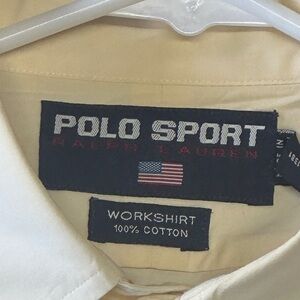 POLO SPORT
RALPH LAUREN
WORKSHIRT
100% COTTON